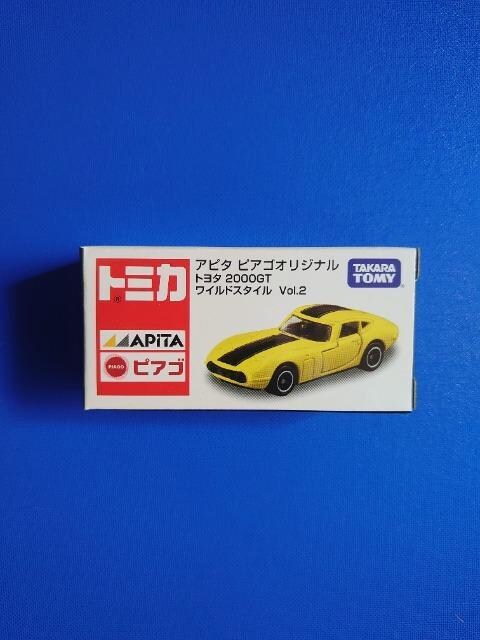 トミカ
®
APiTA
PIAGO
ピアゴ
アピタ ピアゴオリジナル
トヨタ 2000GT
ワイルドスタイル Vol.2
TAKARA
TOMY